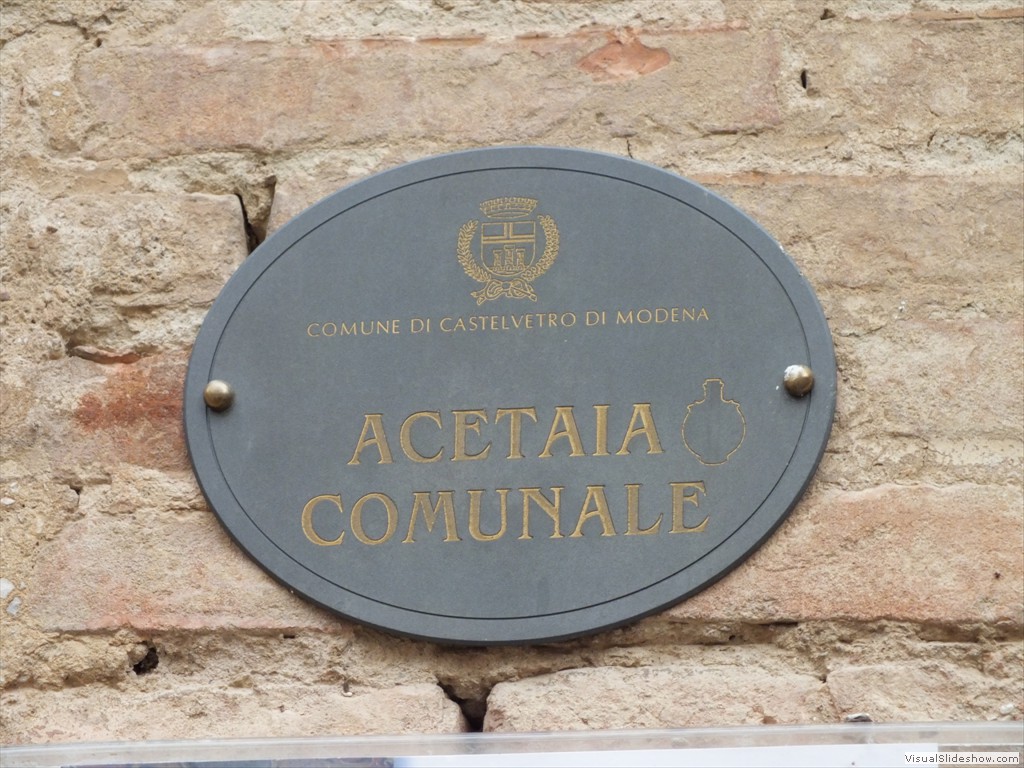 COMUNE DI CASTELVETRO DI MODENA
ACETAIA
COMUNALE
VisualSlideshow.com